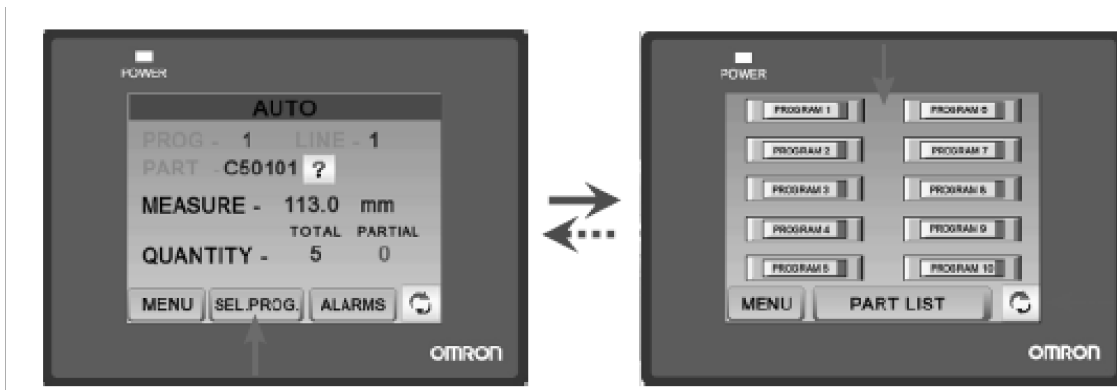 POWER
AUTO
PROG - 1 LINE - 1
PART - C50101 ?
MEASURE - 113.0 mm
TOTAL PARTIAL
QUANTITY - 5 0
MENU SEL.PROG. ALARMS
OMRON
POWER
PROGRAM 1
PROGRAM 2
PROGRAM 3
PROGRAM 4
PROGRAM 5
PROGRAM 6
PROGRAM 7
PROGRAM 8
PROGRAM 9
PROGRAM 10
MENU PART LIST
OMRON